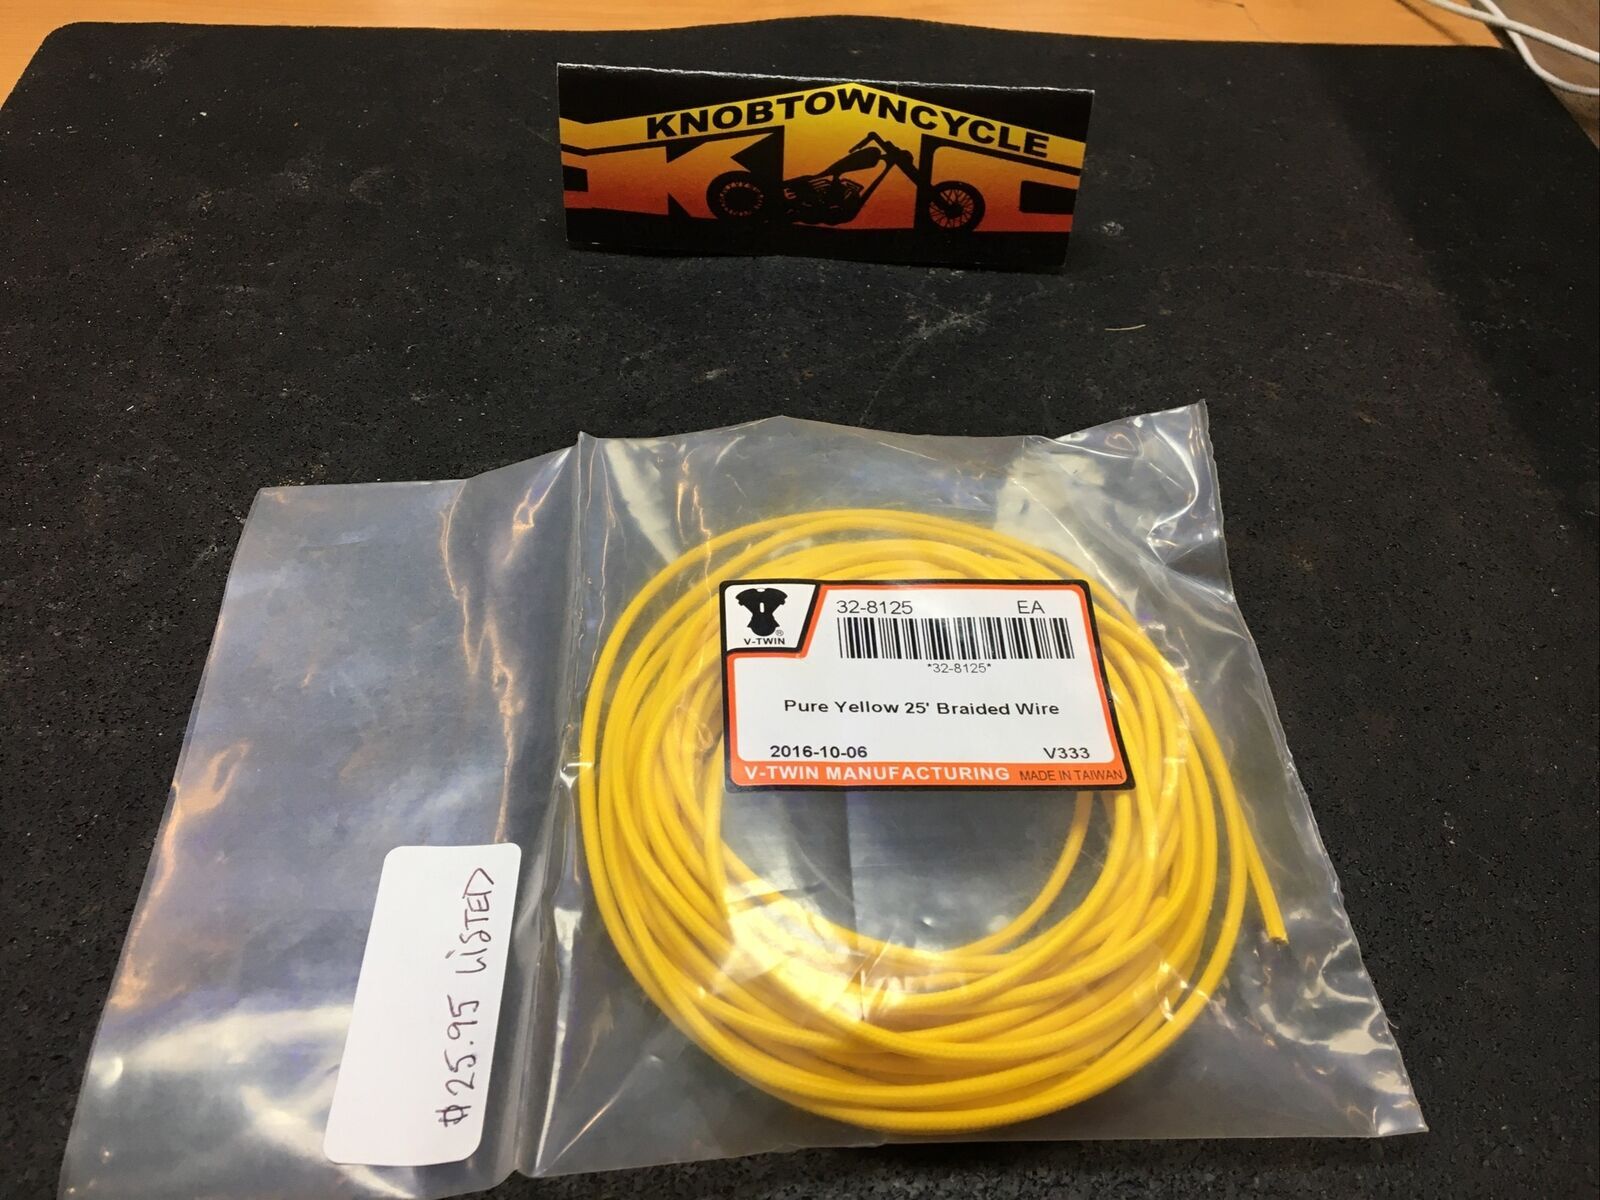 KNOBTOWNCYCLE
KTC
32-8125 EA
*32-8125*
V-TWIN
®
Pure Yellow 25' Braided Wire
2016-10-06 V333
V-TWIN MANUFACTURING MADE IN TAIWAN
$25.95 LISTED